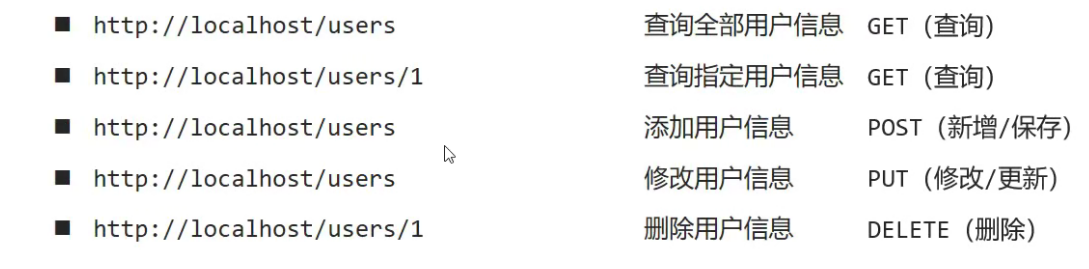 ■ http://localhost/users 查询全部用户信息 GET（查询）
■ http://localhost/users/1 查询指定用户信息 GET（查询）
■ http://localhost/users 添加用户信息 POST（新增/保存）
■ http://localhost/users 修改用户信息 PUT（修改/更新）
■ http://localhost/users/1 删除用户信息 DELETE（删除）